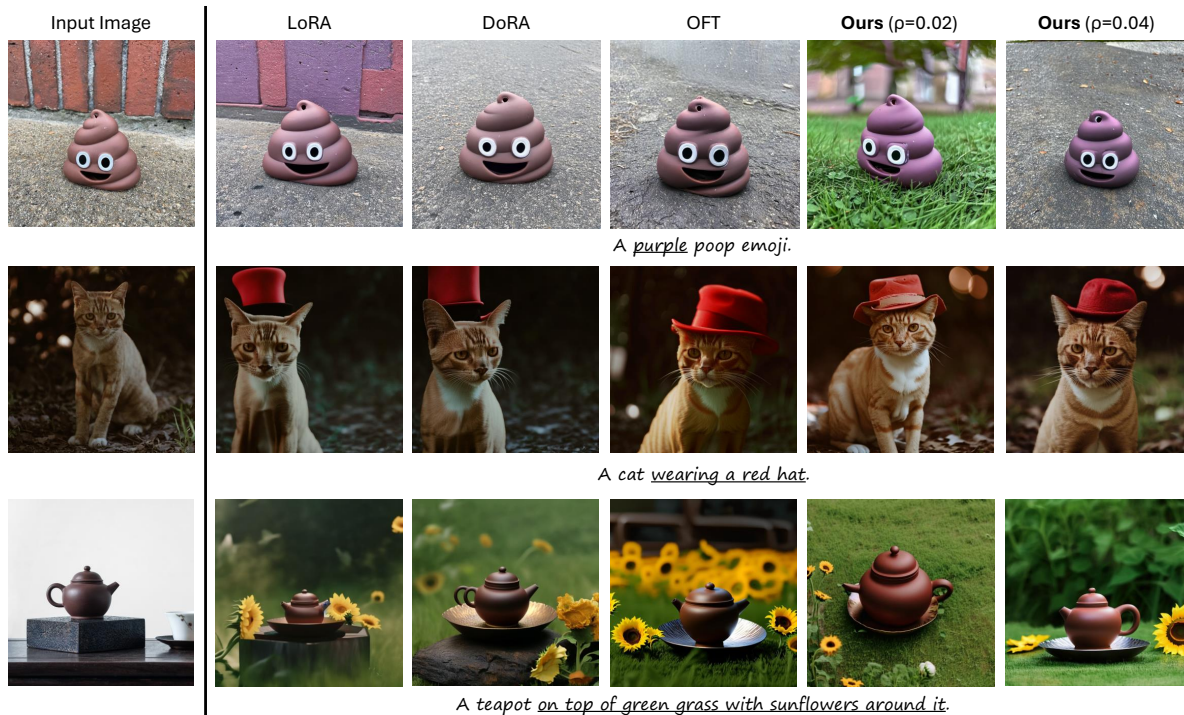 Input Image LoRA DoRA OFT Ours (ρ=0.02) Ours (ρ=0.04)
A purple poop emoji.
A cat wearing a red hat.
A teapot on top of green grass with sunflowers around it.